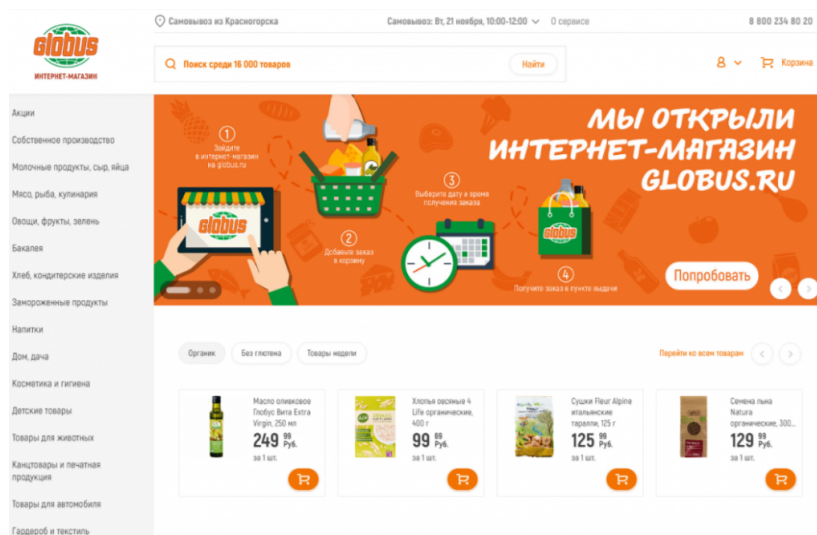 Самовывоз из Красногорска
Самовывоз: Вт, 21 ноября, 10:00-12:00
О сервисе
8 800 234 80 20
Globus
ИНТЕРНЕТ-МАГАЗИН
Поиск среди 16 000 товаров
Найти
Корзина
Акции
Собственное производство
Молочные продукты, сыр, яйца
Мясо, рыба, кулинария
Овощи, фрукты, зелень
Бакалея
Хлеб, кондитерские изделия
Замороженные продукты
Напитки
Дом, дача
Косметика и гигиена
Детские товары
Товары для животных
Канцтовары и печатная
продукция
Товары для автомобиля
Гардероб и текстиль
МЫ ОТКРЫЛИ
ИНТЕРНЕТ-МАГАЗИН
GLOBUS.RU
1
Зайдите
в интернет-магазин
на globus.ru
Globus
2
Добавьте заказ
в корзину
3
Выберите дату и время
получения заказа
Globus
4
Получите заказ в пункте выдачи
Попробовать
Органик
Без глютена
Товары недели
Перейти ко всем товарам
Масло оливковое
Глобус Вита Extra
Virgin, 250 мл
249 99 Руб.
за 1 шт.
Хлопья овсяные 4
Life органические,
400 г
99 99 Руб.
за 1 шт.
Сушки Fleur Alpine
итальянские
таралли, 125 г
125 99 Руб.
за 1 шт.
Семена льна
Natura
органические, 300...
129 99 Руб.
за 1 шт.